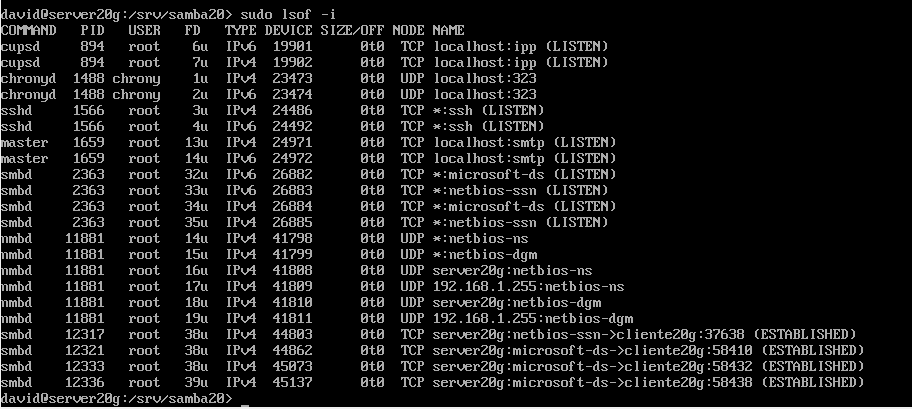 david@server20g:/srv/samba20> sudo lsof -i
COMMAND PID USER FD TYPE DEVICE SIZE/OFF NODE NAME
cupsd 894 root 6u IPv6 19901 0t0 TCP localhost:ipp (LISTEN)
cupsd 894 root 7u IPv4 19902 0t0 TCP localhost:ipp (LISTEN)
chronyd 1488 chrony 1u IPv4 23473 0t0 UDP localhost:323
chronyd 1488 chrony 2u IPv6 23474 0t0 UDP localhost:323
sshd 1566 root 3u IPv4 24486 0t0 TCP *:ssh (LISTEN)
sshd 1566 root 4u IPv6 24492 0t0 TCP *:ssh (LISTEN)
master 1659 root 13u IPv4 24971 0t0 TCP localhost:smtp (LISTEN)
master 1659 root 14u IPv6 24972 0t0 TCP localhost:smtp (LISTEN)
smbd 2363 root 32u IPv6 26882 0t0 TCP *:microsoft-ds (LISTEN)
smbd 2363 root 33u IPv6 26883 0t0 TCP *:netbios-ssn (LISTEN)
smbd 2363 root 34u IPv4 26884 0t0 TCP *:microsoft-ds (LISTEN)
smbd 2363 root 35u IPv4 26885 0t0 TCP *:netbios-ssn (LISTEN)
nmbd 11881 root 14u IPv4 41798 0t0 UDP *:netbios-ns
nmbd 11881 root 15u IPv4 41799 0t0 UDP *:netbios-dgm
nmbd 11881 root 16u IPv4 41808 0t0 UDP server20g:netbios-ns
nmbd 11881 root 17u IPv4 41809 0t0 UDP 192.168.1.255:netbios-ns
nmbd 11881 root 18u IPv4 41810 0t0 UDP server20g:netbios-dgm
nmbd 11881 root 19u IPv4 41811 0t0 UDP 192.168.1.255:netbios-dgm
smbd 12317 root 38u IPv4 44803 0t0 TCP server20g:netbios-ssn->cliente20g:37638 (ESTABLISHED)
smbd 12321 root 38u IPv4 44862 0t0 TCP server20g:microsoft-ds->cliente20g:58410 (ESTABLISHED)
smbd 12333 root 38u IPv4 45073 0t0 TCP server20g:microsoft-ds->cliente20g:58432 (ESTABLISHED)
smbd 12336 root 39u IPv4 45137 0t0 TCP server20g:microsoft-ds->cliente20g:58438 (ESTABLISHED)
david@server20g:/srv/samba20> _